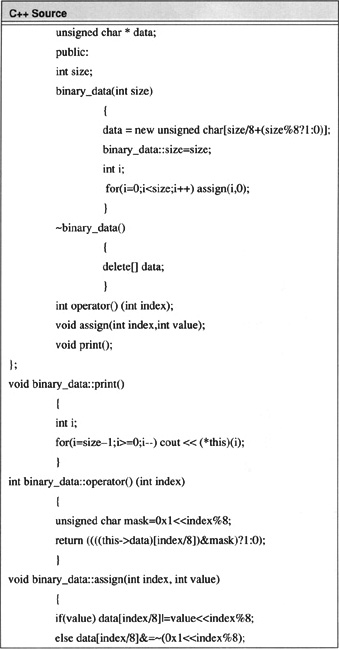 C++ Source
unsigned char * data;
public:
int size;
binary_data(int size)
{
data = new unsigned char[size/8+(size%8?1:0)];
binary_data::size=size;
int i;
for(i=0;i<size;i++) assign(i,0);
}
~binary_data()
{
delete[] data;
}
int operator() (int index);
void assign(int index,int value);
void print();
};
void binary_data::print()
{
int i;
for(i=size–1;i>=0;i--) cout << (*this)(i);
}
int binary_data::operator() (int index)
{
unsigned char mask=0x1<<index%8;
return ((((this->data)[index/8])&mask)?1:0);
}
void binary_data::assign(int index, int value)
{
if(value) data[index/8]|=value<<index%8;
else data[index/8]&=~(0x1<<index%8);